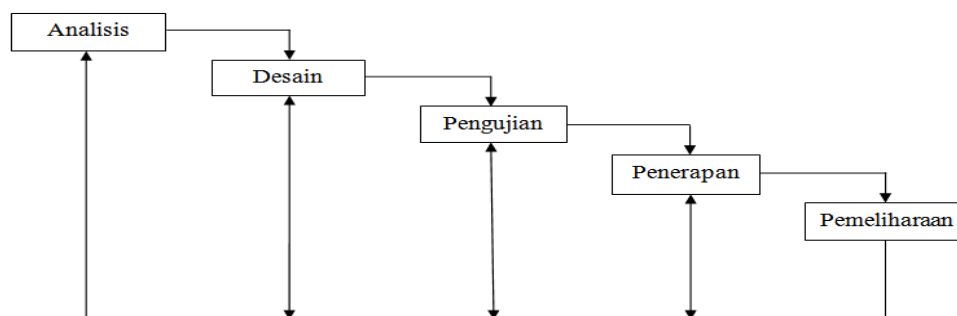 Analisis
Desain
Pengujian
Penerapan
Pemeliharaan